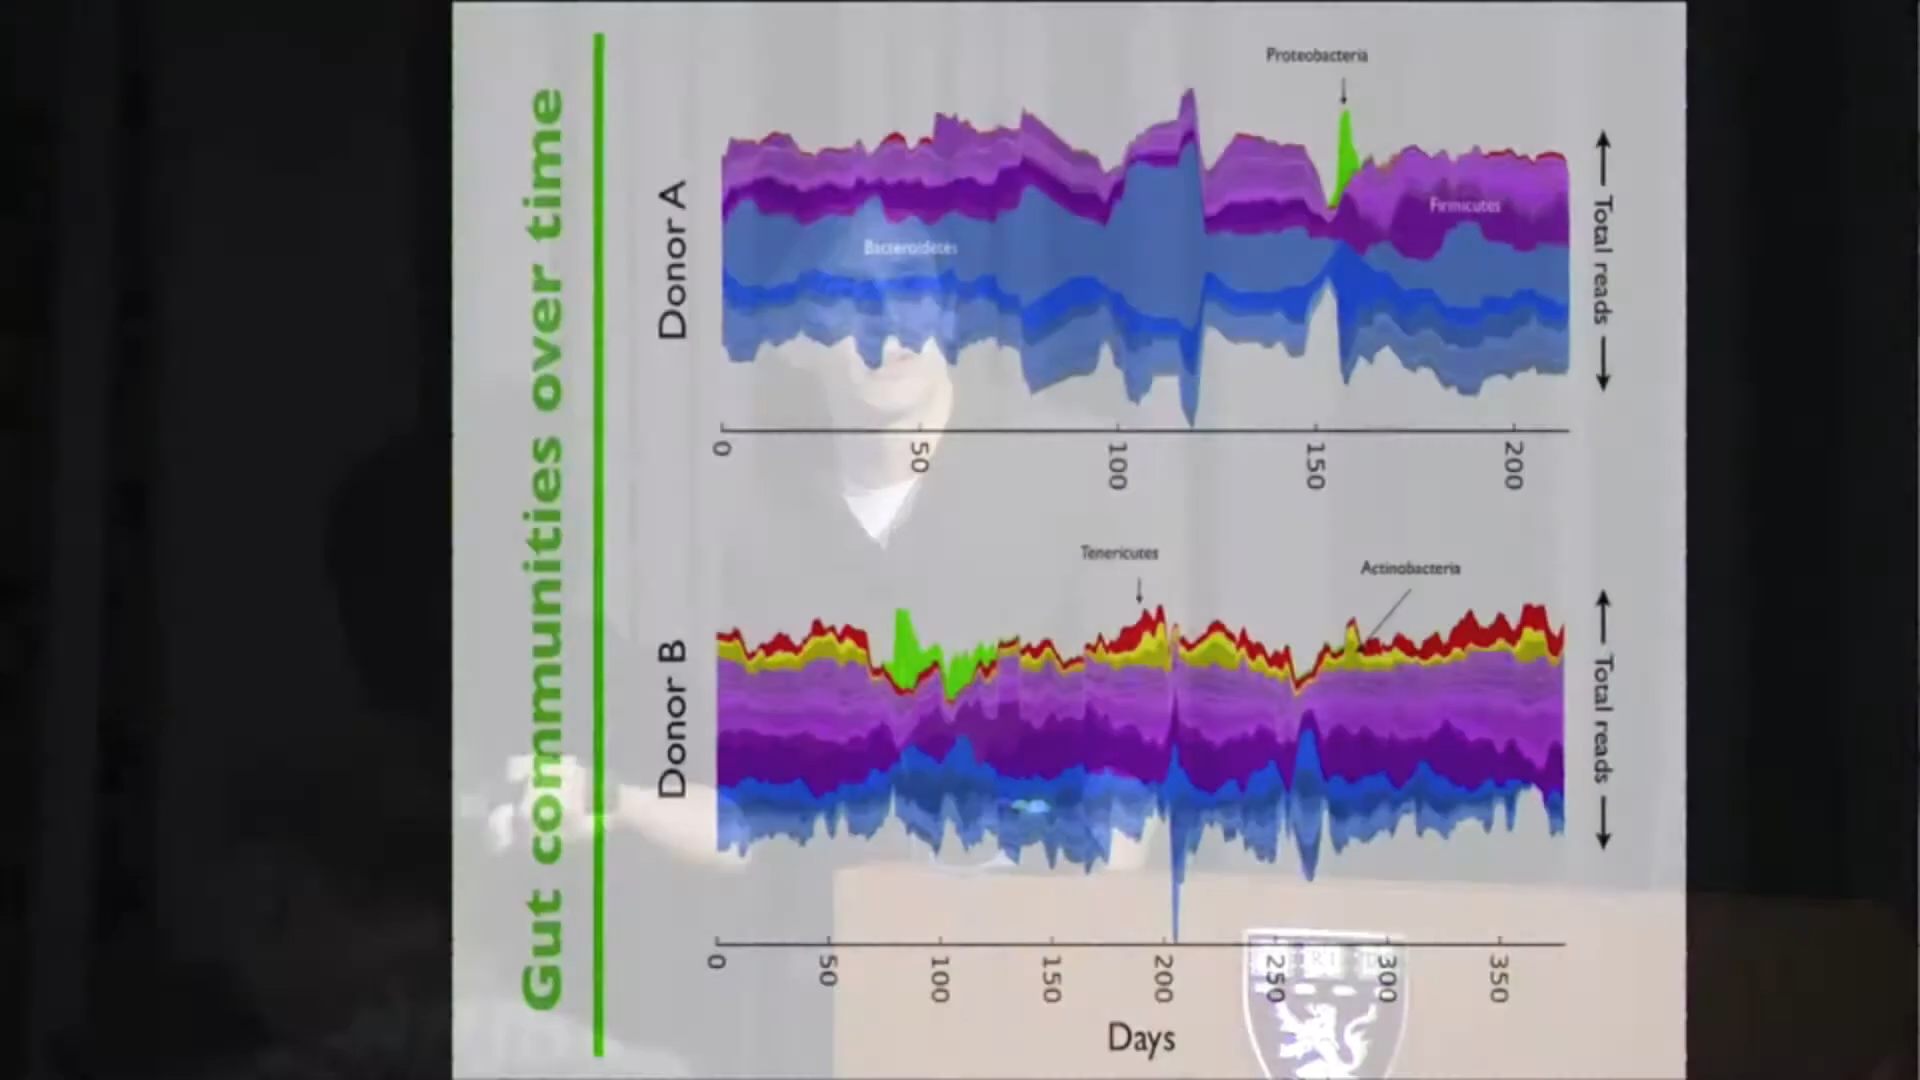 Gut communities over time
Donor A
Proteobacteria
Bacteroidetes
Firmicutes
← Total reads →
0 50 100 150 200
Donor B
Tenericutes
Actinobacteria
← Total reads →
0 50 100 150 200 250 300 350
Days